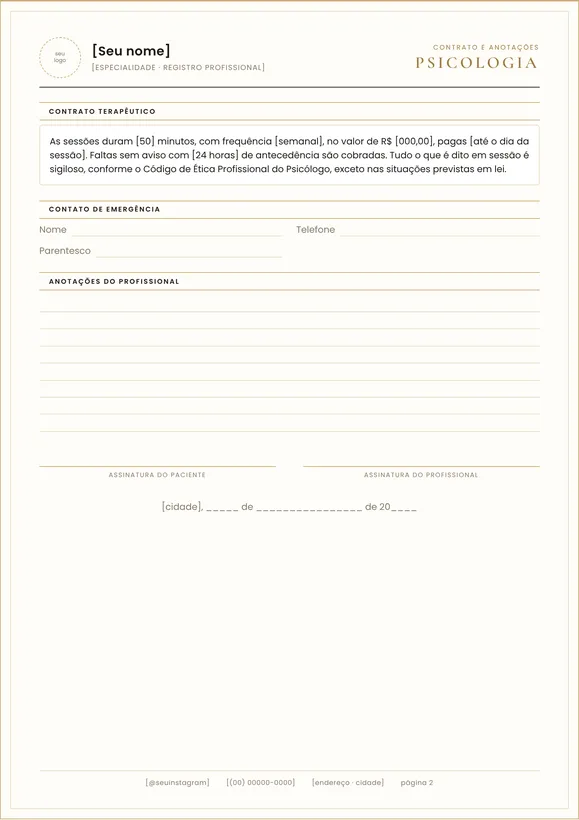 seu
logo
[Seu nome]
[ESPECIALIDADE · REGISTRO PROFISSIONAL]
CONTRATO E ANOTAÇÕES
PSICOLOGIA
CONTRATO TERAPÊUTICO
As sessões duram [50] minutos, com frequência [semanal], no valor de R$ [000,00], pagas [até o dia da
sessão]. Faltas sem aviso com [24 horas] de antecedência são cobradas. Tudo o que é dito em sessão é
sigiloso, conforme o Código de Ética Profissional do Psicólogo, exceto nas situações previstas em lei.
CONTATO DE EMERGÊNCIA
Nome
Telefone
Parentesco
ANOTAÇÕES DO PROFISSIONAL
ASSINATURA DO PACIENTE
ASSINATURA DO PROFISSIONAL
[cidade], _____ de ________________ de 20____
[@seuinstagram] [(00) 00000-0000] [endereço · cidade] página 2